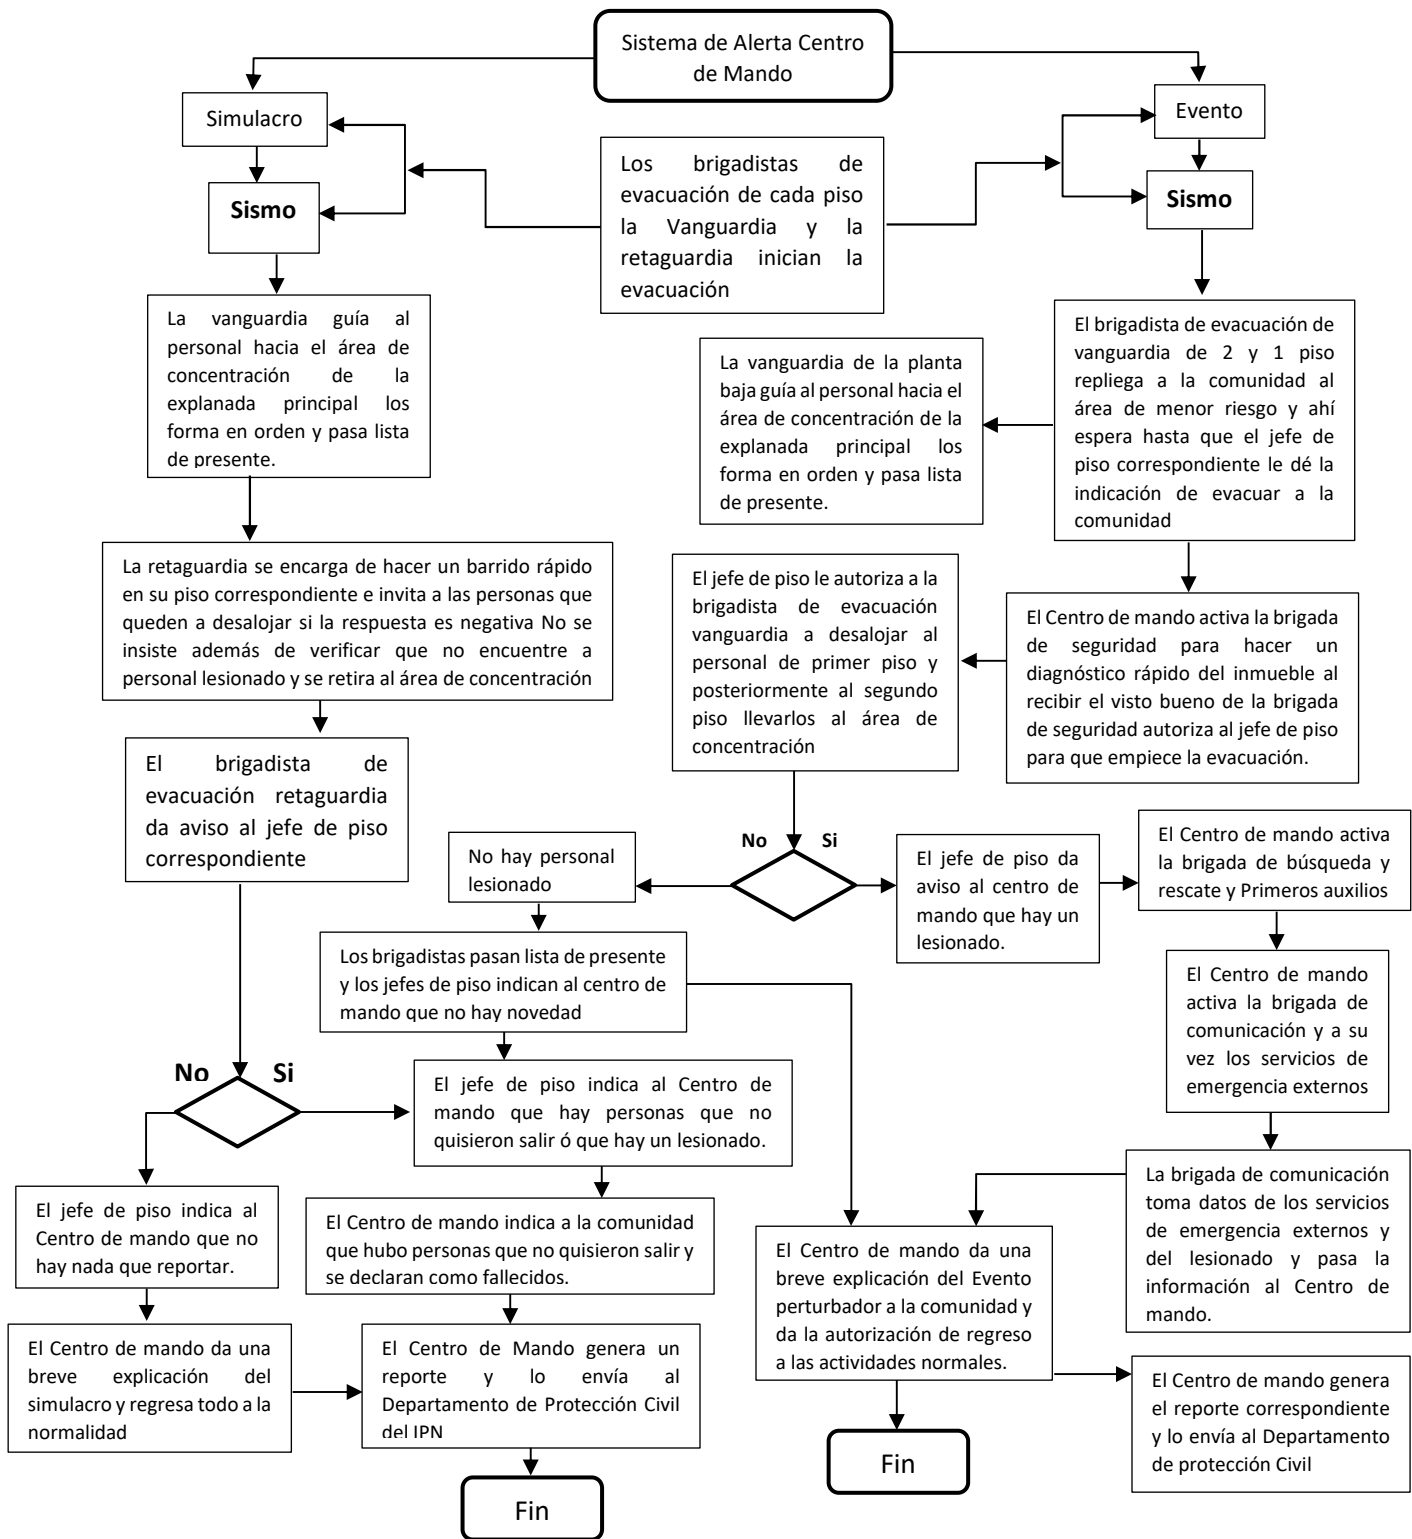 Sistema de Alerta Centro
de Mando
Simulacro
Evento
Sismo
Los brigadistas de
evacuación de cada piso
la Vanguardia y la
retaguardia inician la
evacuación
Sismo
La vanguardia guía al
personal hacia el área de
concentración de la
explanada principal los
forma en orden y pasa lista
de presente.
La vanguardia de la planta
baja guía al personal hacia el
área de concentración de la
explanada principal los
forma en orden y pasa lista
de presente.
El brigadista de evacuación de
vanguardia de 2 y 1 piso
repliega a la comunidad al
área de menor riesgo y ahí
espera hasta que el jefe de
piso correspondiente le dé la
indicación de evacuar a la
comunidad
La retaguardia se encarga de hacer un barrido rápido
en su piso correspondiente e invita a las personas que
queden a desalojar si la respuesta es negativa No se
insiste además de verificar que no encuentre a
personal lesionado y se retira al área de concentración
El jefe de piso le autoriza a la
brigadista de evacuación
vanguardia a desalojar al
personal de primer piso y
posteriormente al segundo
piso llevarlos al área de
concentración
El Centro de mando activa la brigada
de seguridad para hacer un
diagnóstico rápido del inmueble al
recibir el visto bueno de la brigada
de seguridad autoriza al jefe de piso
para que empiece la evacuación.
El brigadista de
evacuación retaguardia
da aviso al jefe de piso
correspondiente
No Si
No hay personal
lesionado
El jefe de piso da
aviso al centro de
mando que hay un
lesionado.
El Centro de mando activa
la brigada de búsqueda y
rescate y Primeros auxilios
Los brigadistas pasan lista de presente
y los jefes de piso indican al centro de
mando que no hay novedad
El Centro de mando
activa la brigada de
comunicación y a su
vez los servicios de
emergencia externos
No Si
El jefe de piso indica al Centro de
mando que hay personas que no
quisieron salir ó que hay un lesionado.
La brigada de comunicación
toma datos de los servicios
de emergencia externos y
del lesionado y pasa la
información al Centro de
mando.
El jefe de piso indica al
Centro de mando que no
hay nada que reportar.
El Centro de mando indica a la comunidad
que hubo personas que no quisieron salir y
se declaran como fallecidos.
El Centro de mando da una
breve explicación del Evento
perturbador a la comunidad y
da la autorización de regreso
a las actividades normales.
El Centro de mando da una
breve explicación del
simulacro y regresa todo a la
normalidad
El Centro de Mando genera un
reporte y lo envía al
Departamento de Protección Civil
del IPN
El Centro de mando genera
el reporte correspondiente
y lo envía al Departamento
de protección Civil
Fin
Fin